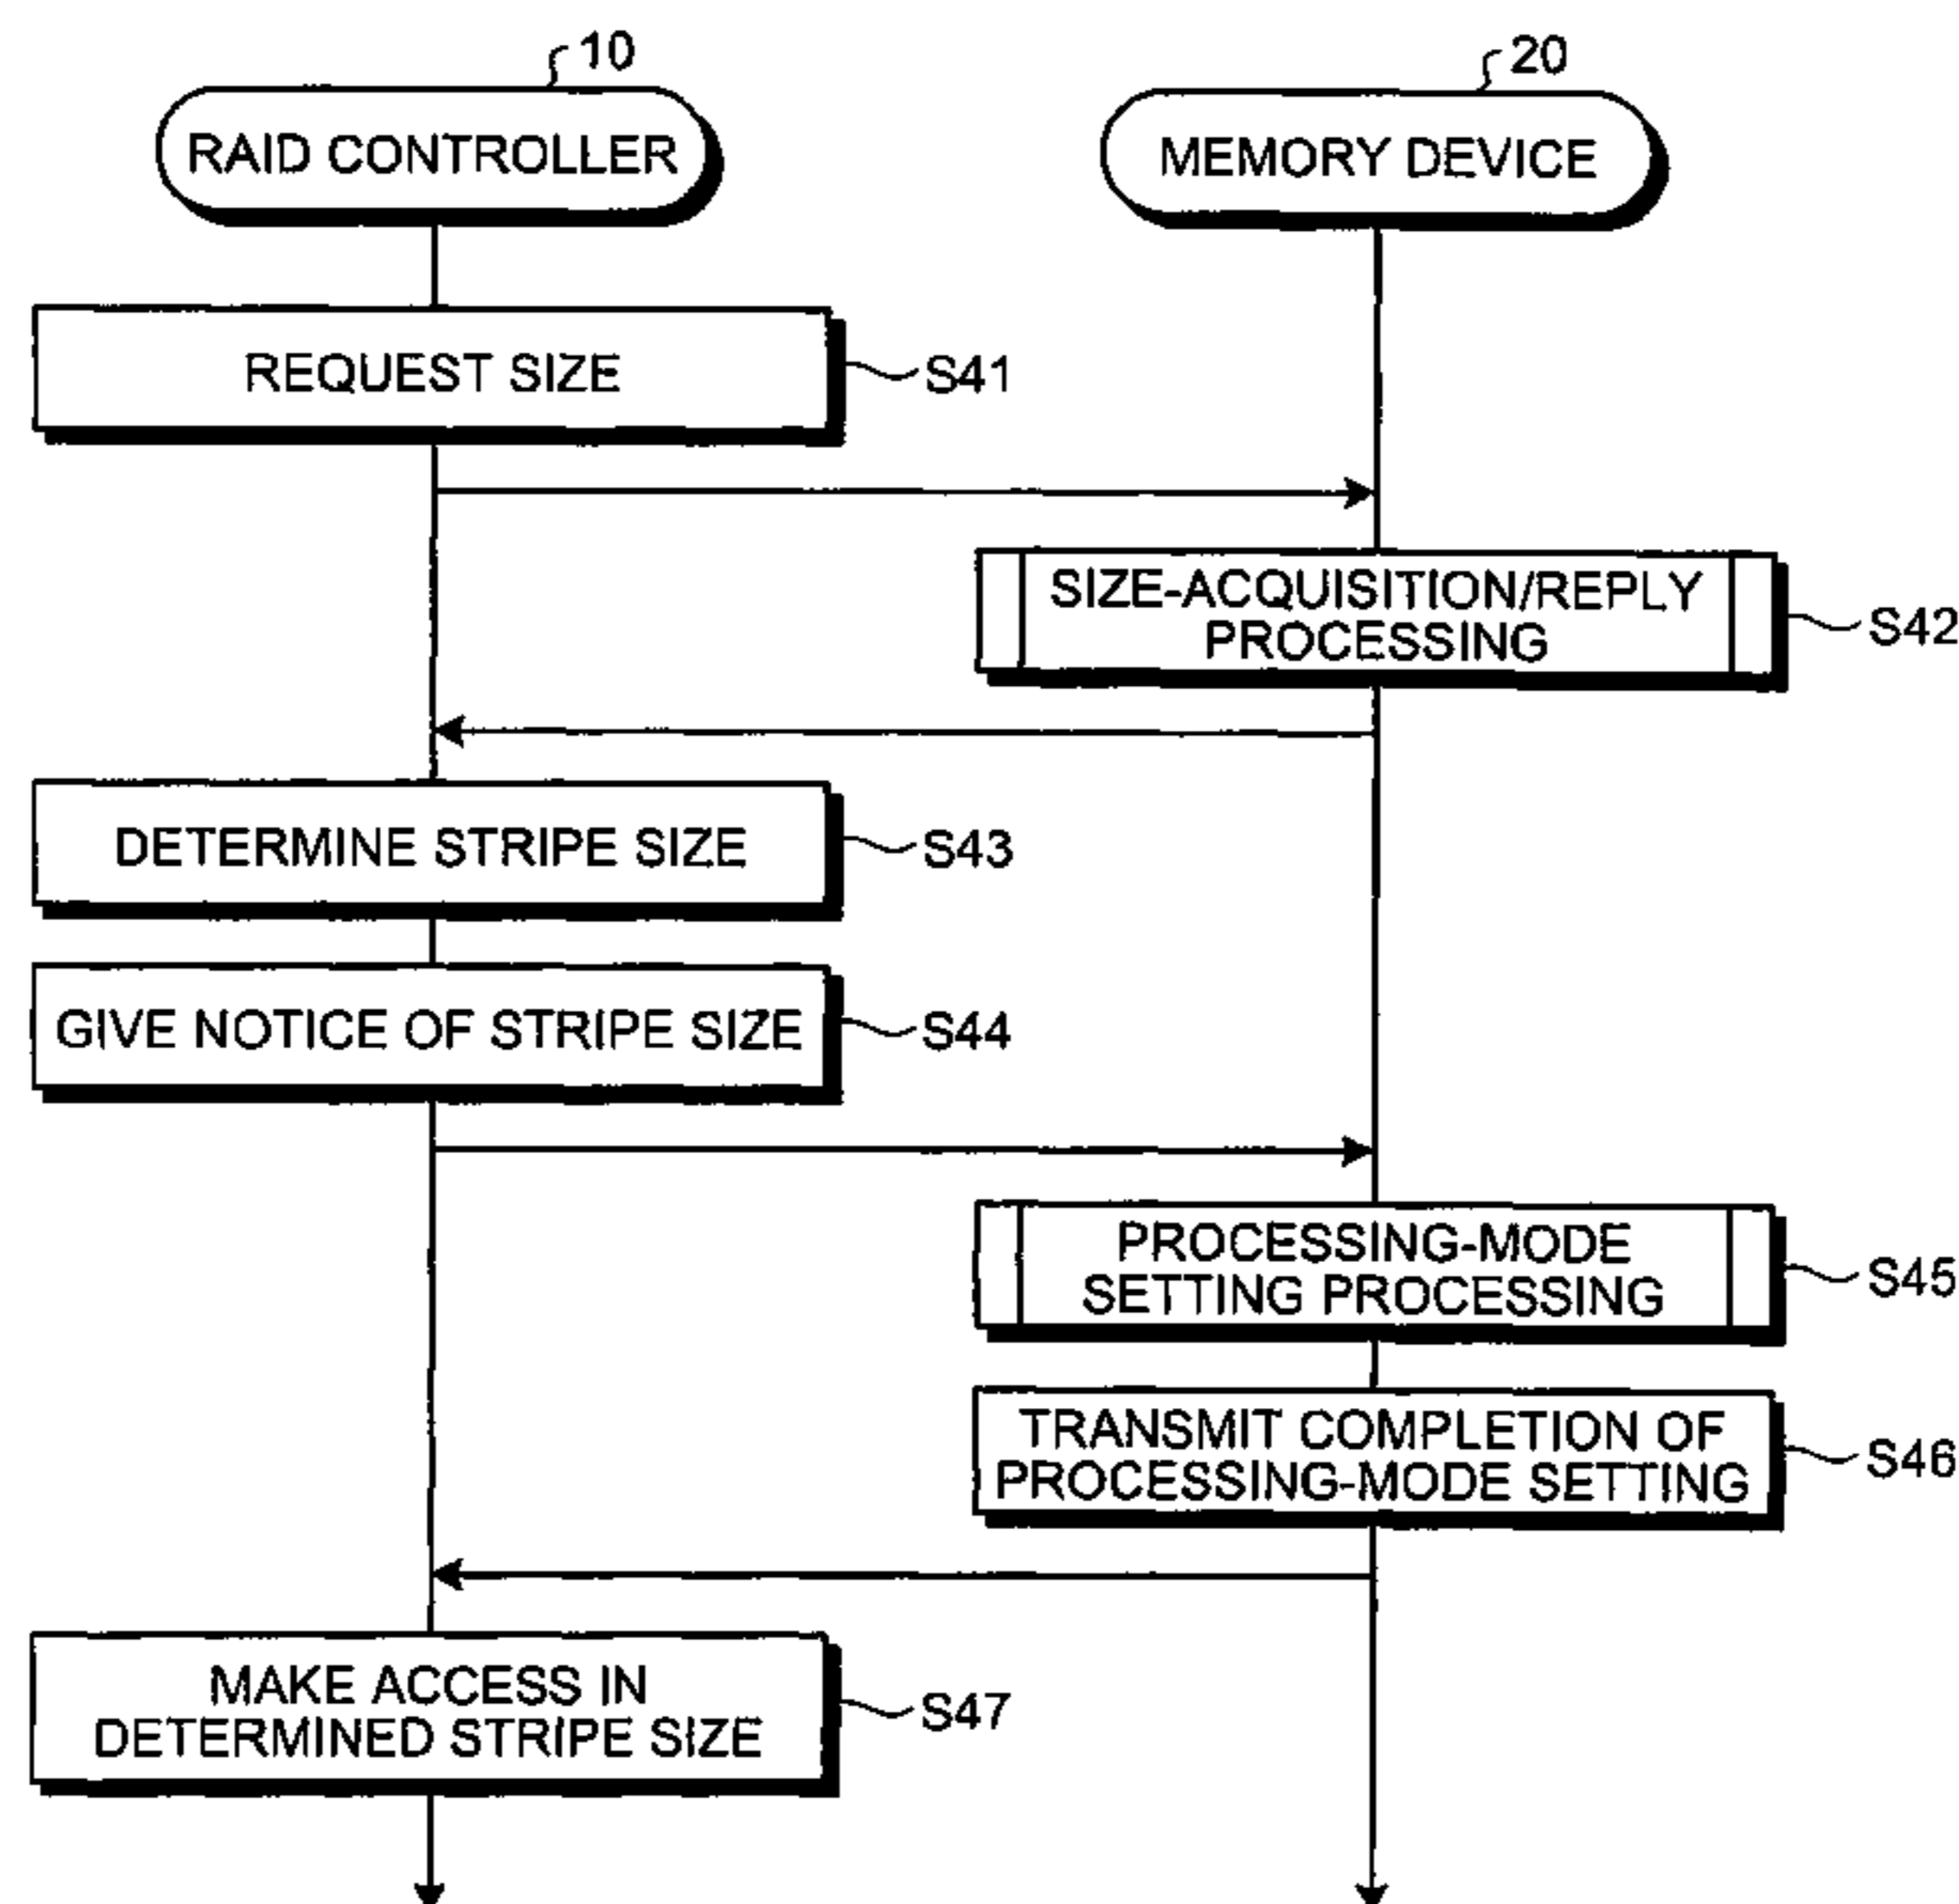 10
RAID CONTROLLER
20
MEMORY DEVICE
REQUEST SIZE
S41
SIZE-ACQUISITION/REPLY
PROCESSING
S42
DETERMINE STRIPE SIZE
S43
GIVE NOTICE OF STRIPE SIZE
S44
PROCESSING-MODE
SETTING PROCESSING
S45
TRANSMIT COMPLETION OF
PROCESSING-MODE SETTING
S46
MAKE ACCESS IN
DETERMINED STRIPE SIZE
S47